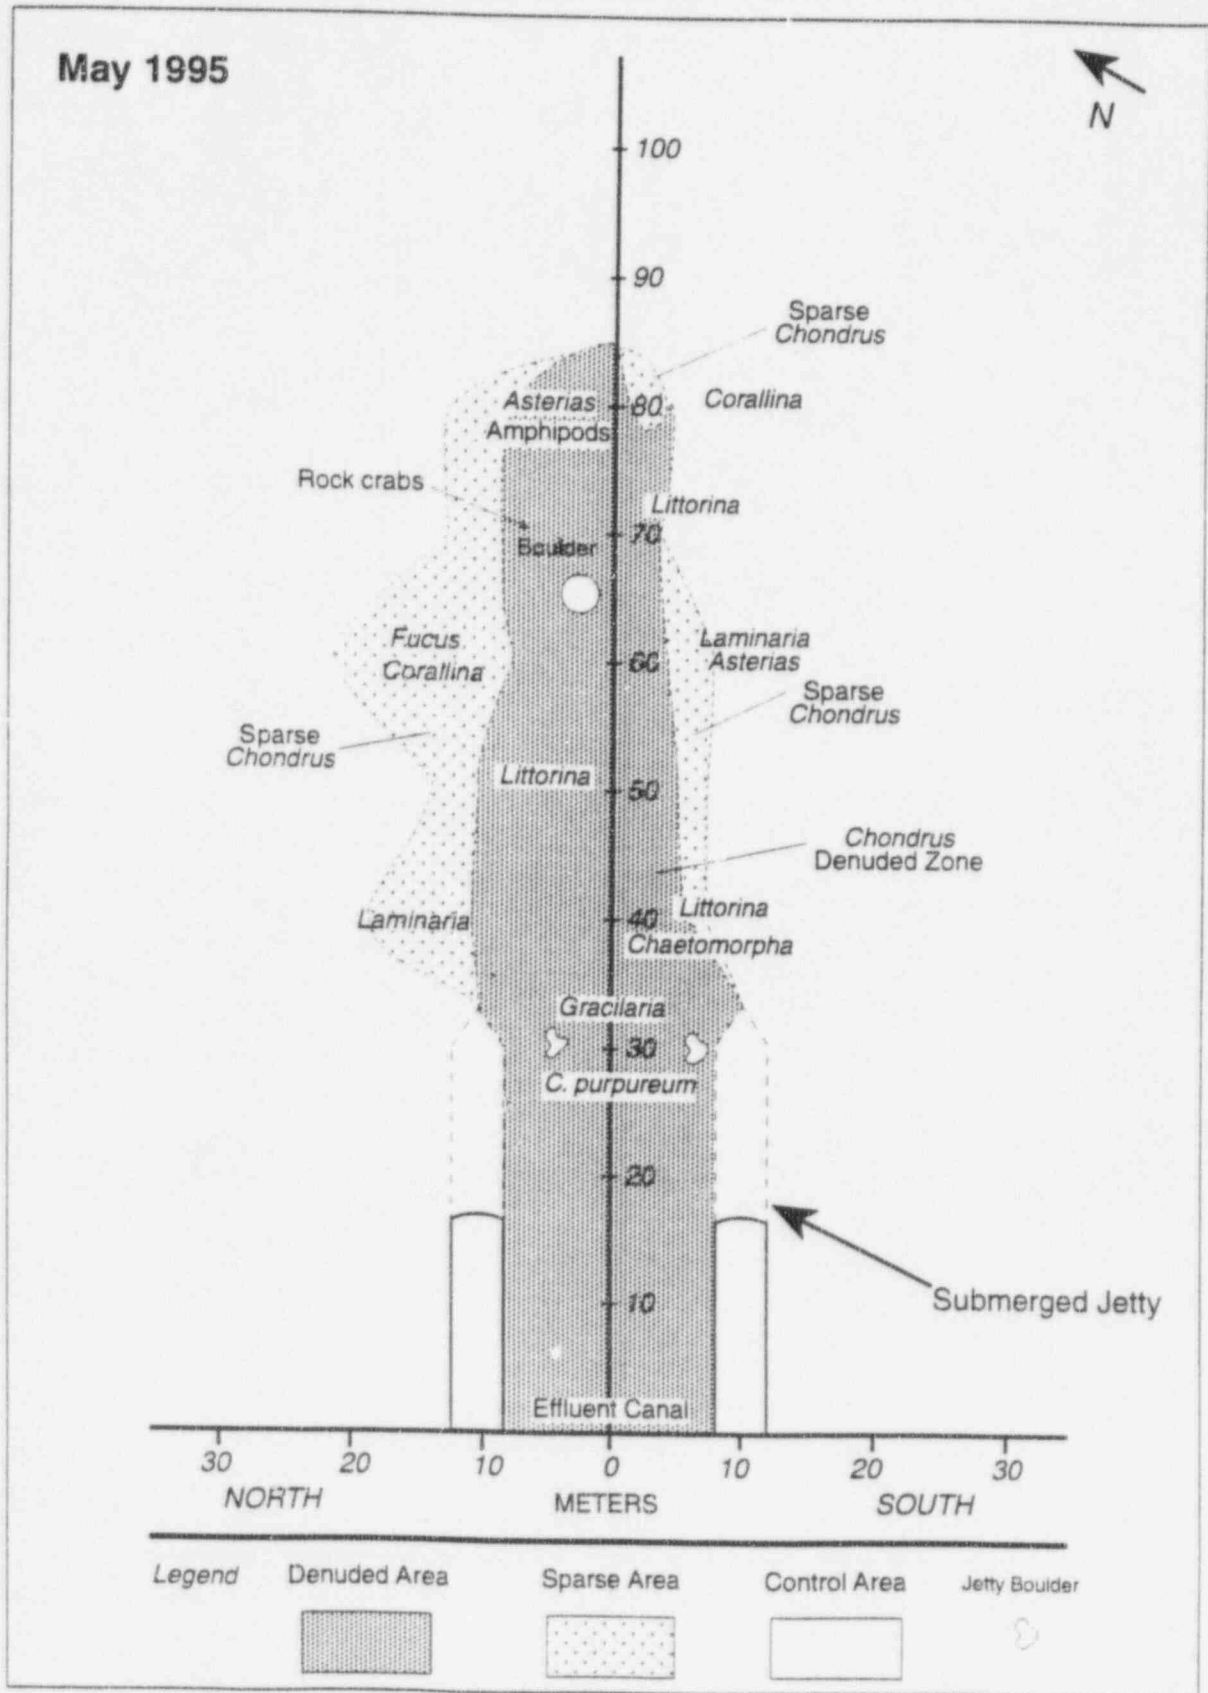 May 1995
N
100
90
Sparse
Chondrus
Asterias
80
Corallina
Amphipods
Rock crabs
Littorina
70
Boulder
Fucus
Laminaria
Corallina
60
Asterias
Sparse
Chondrus
Sparse
Chondrus
Littorina
50
Chondrus
Denuded Zone
Laminaria
40
Littorina
Chaetomorpha
Gracilaria
30
C. purpureum
20
10
Submerged Jetty
Effluent Canal
30 20 10 0 10 20 30
NORTH METERS SOUTH
Legend Denuded Area Sparse Area Control Area Jetty Boulder